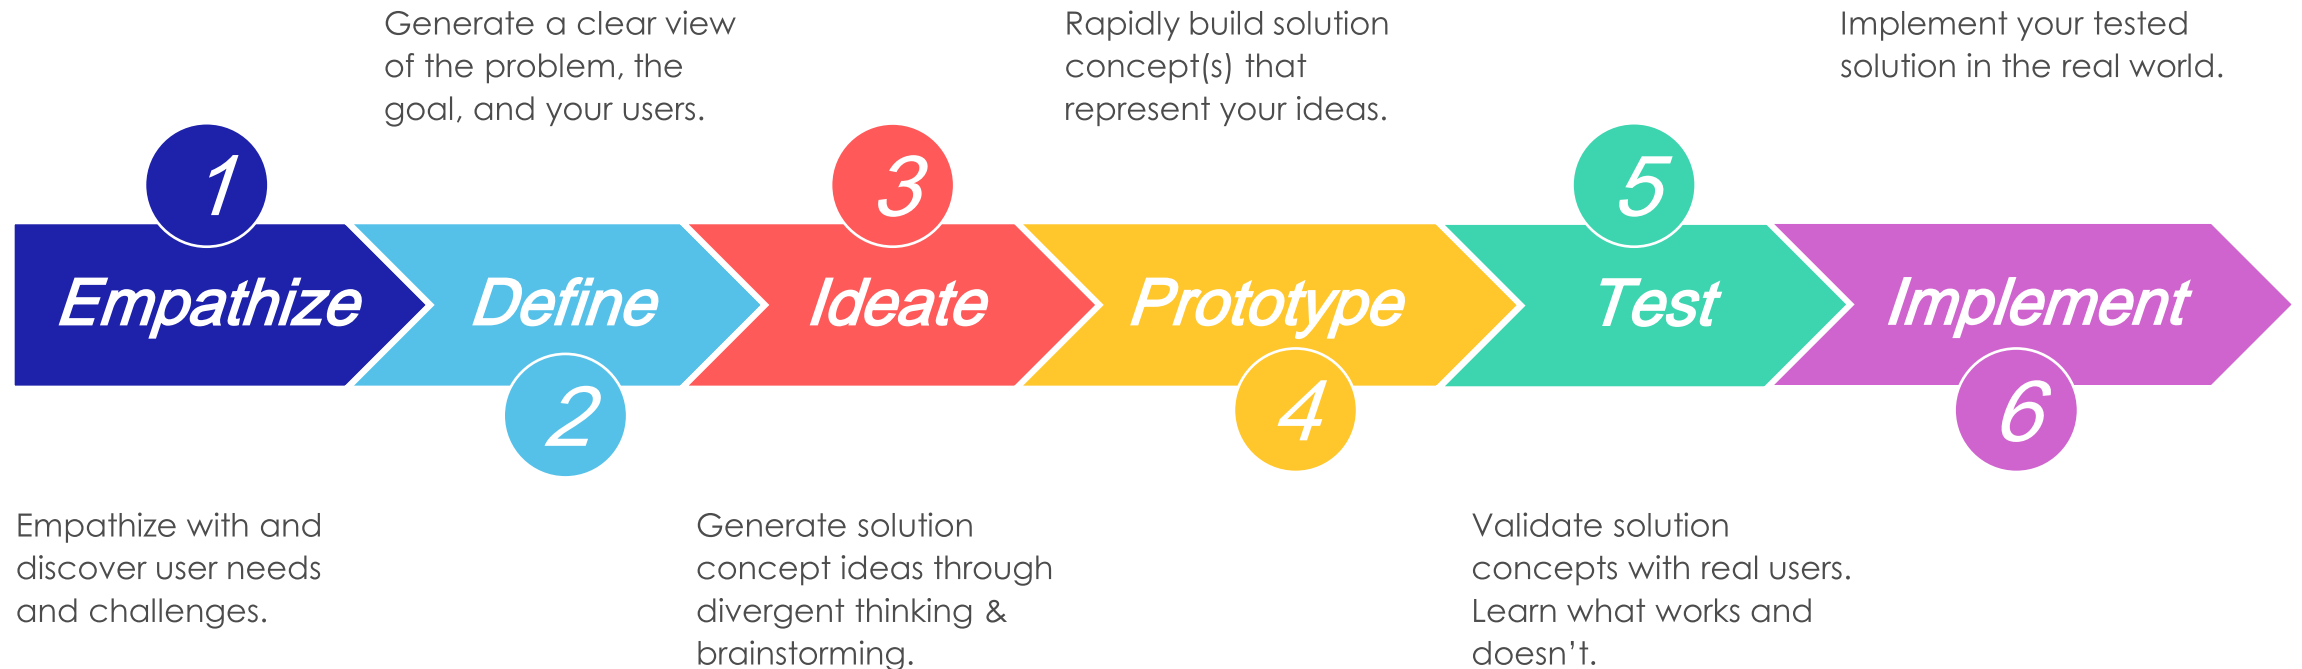 Generate a clear view
of the problem, the
goal, and your users.
Rapidly build solution
concept(s) that
represent your ideas.
Implement your tested
solution in the real world.
1
3
5
Empathize
Define
Ideate
Prototype
Test
Implement
2
4
6
Empathize with and
discover user needs
and challenges.
Generate solution
concept ideas through
divergent thinking &
brainstorming.
Validate solution
concepts with real users.
Learn what works and
doesn’t.